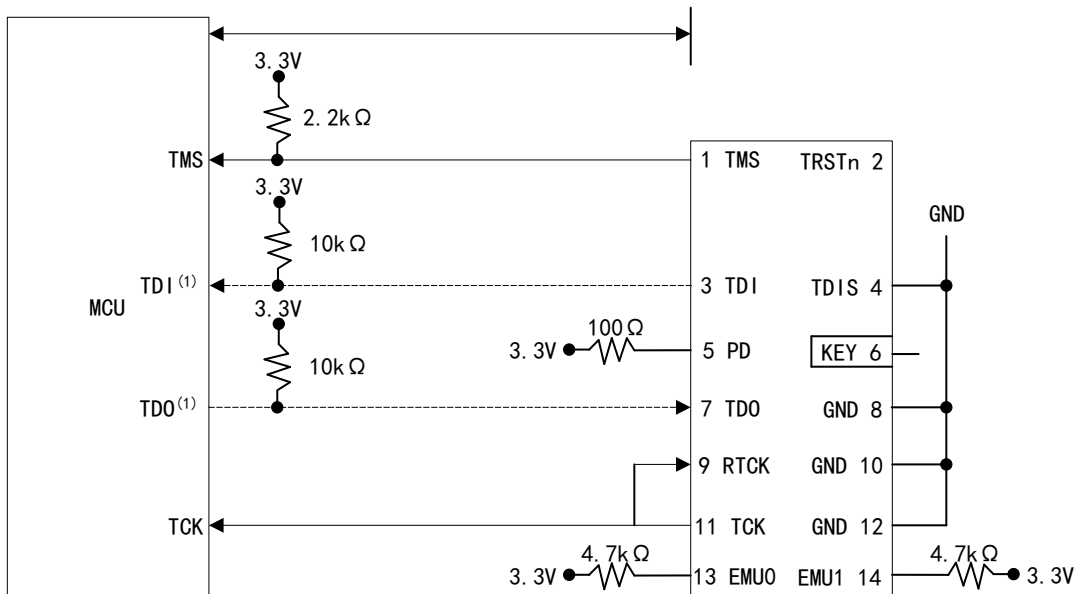 3.3V
2.2kΩ
TMS
1 TMS
TRSTn 2
3.3V
GND
10kΩ
TDI(1)
3 TDI
TDIS 4
MCU
3.3V
100Ω
3.3V
5 PD
KEY 6
10kΩ
TDO(1)
7 TDO
GND 8
9 RTCK
GND 10
TCK
11 TCK
GND 12
4.7kΩ
4.7kΩ
3.3V
13 EMU0
EMU1 14
3.3V